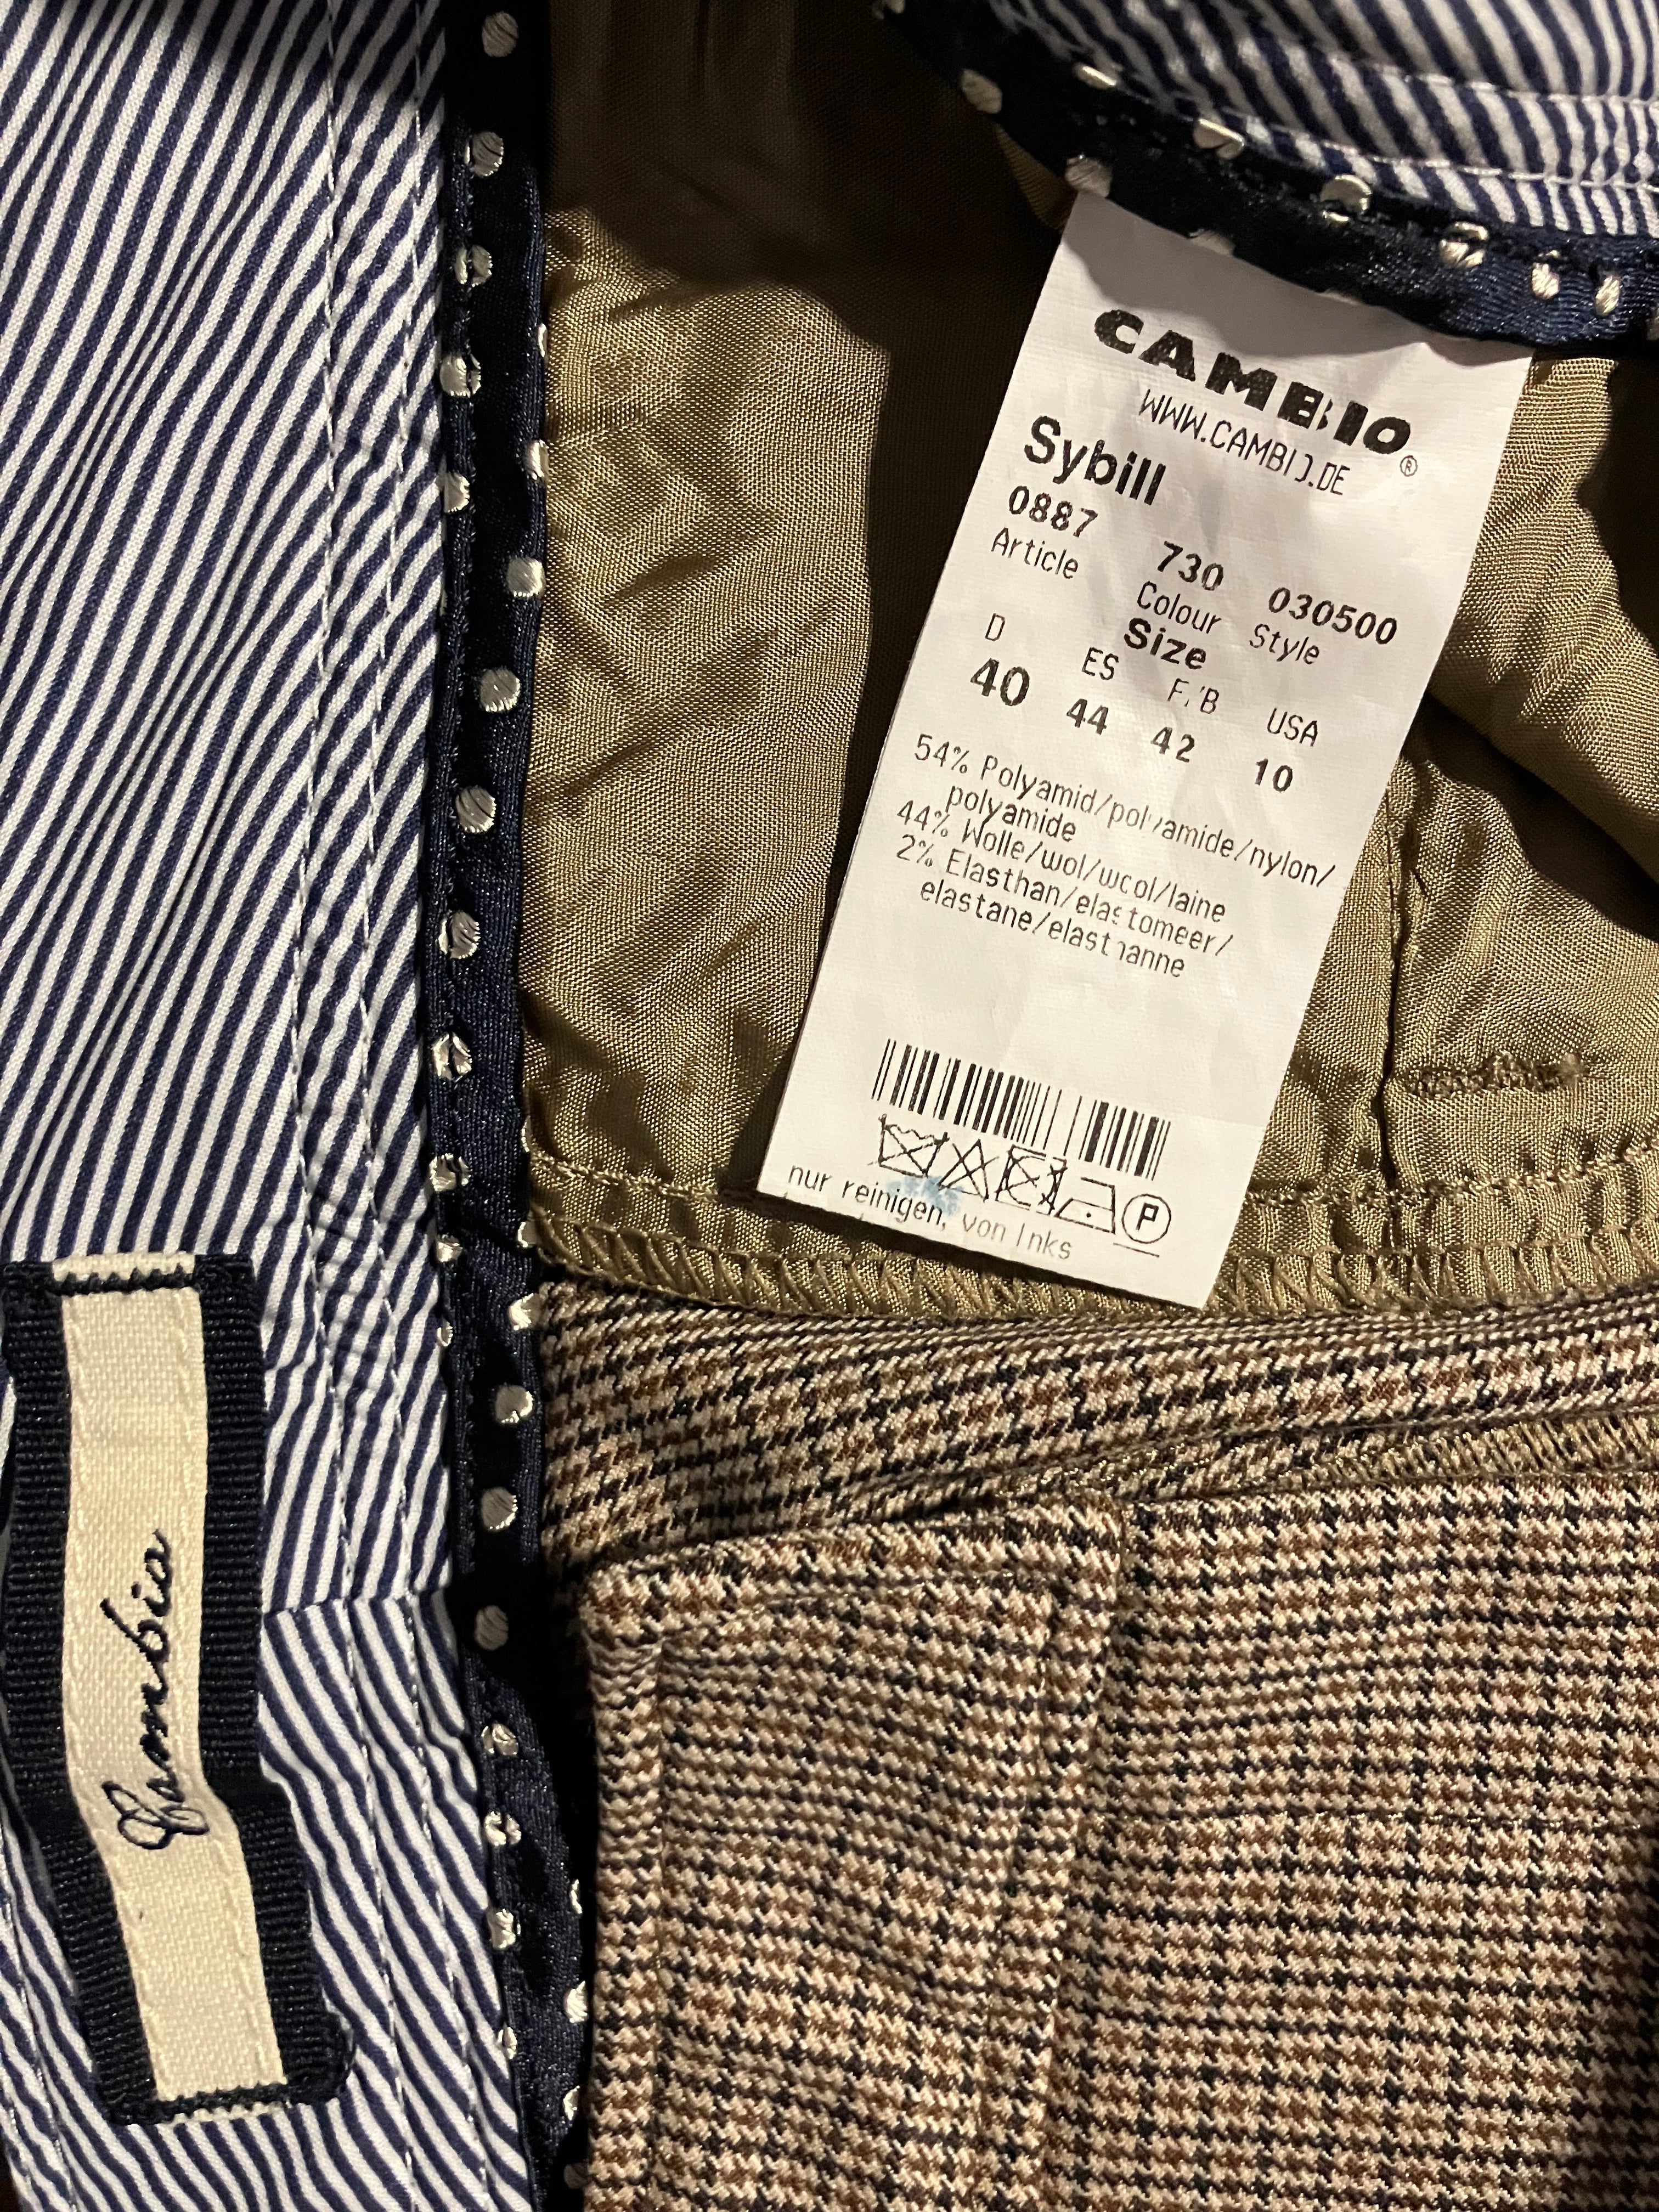 CAMBIO®
WWW.CAMBIO.DE
Sybill
0887 730 030500
Article Colour Style
Size
D ES F/B USA
40 44 42 10
54% Polyamid/polyamide/nylon/
polyamide
44% Wolle/wol/wool/laine
2% Elasthan/elastomeer/
elastane/elasthanne
P
nur reinigen, von lnks
Cambio